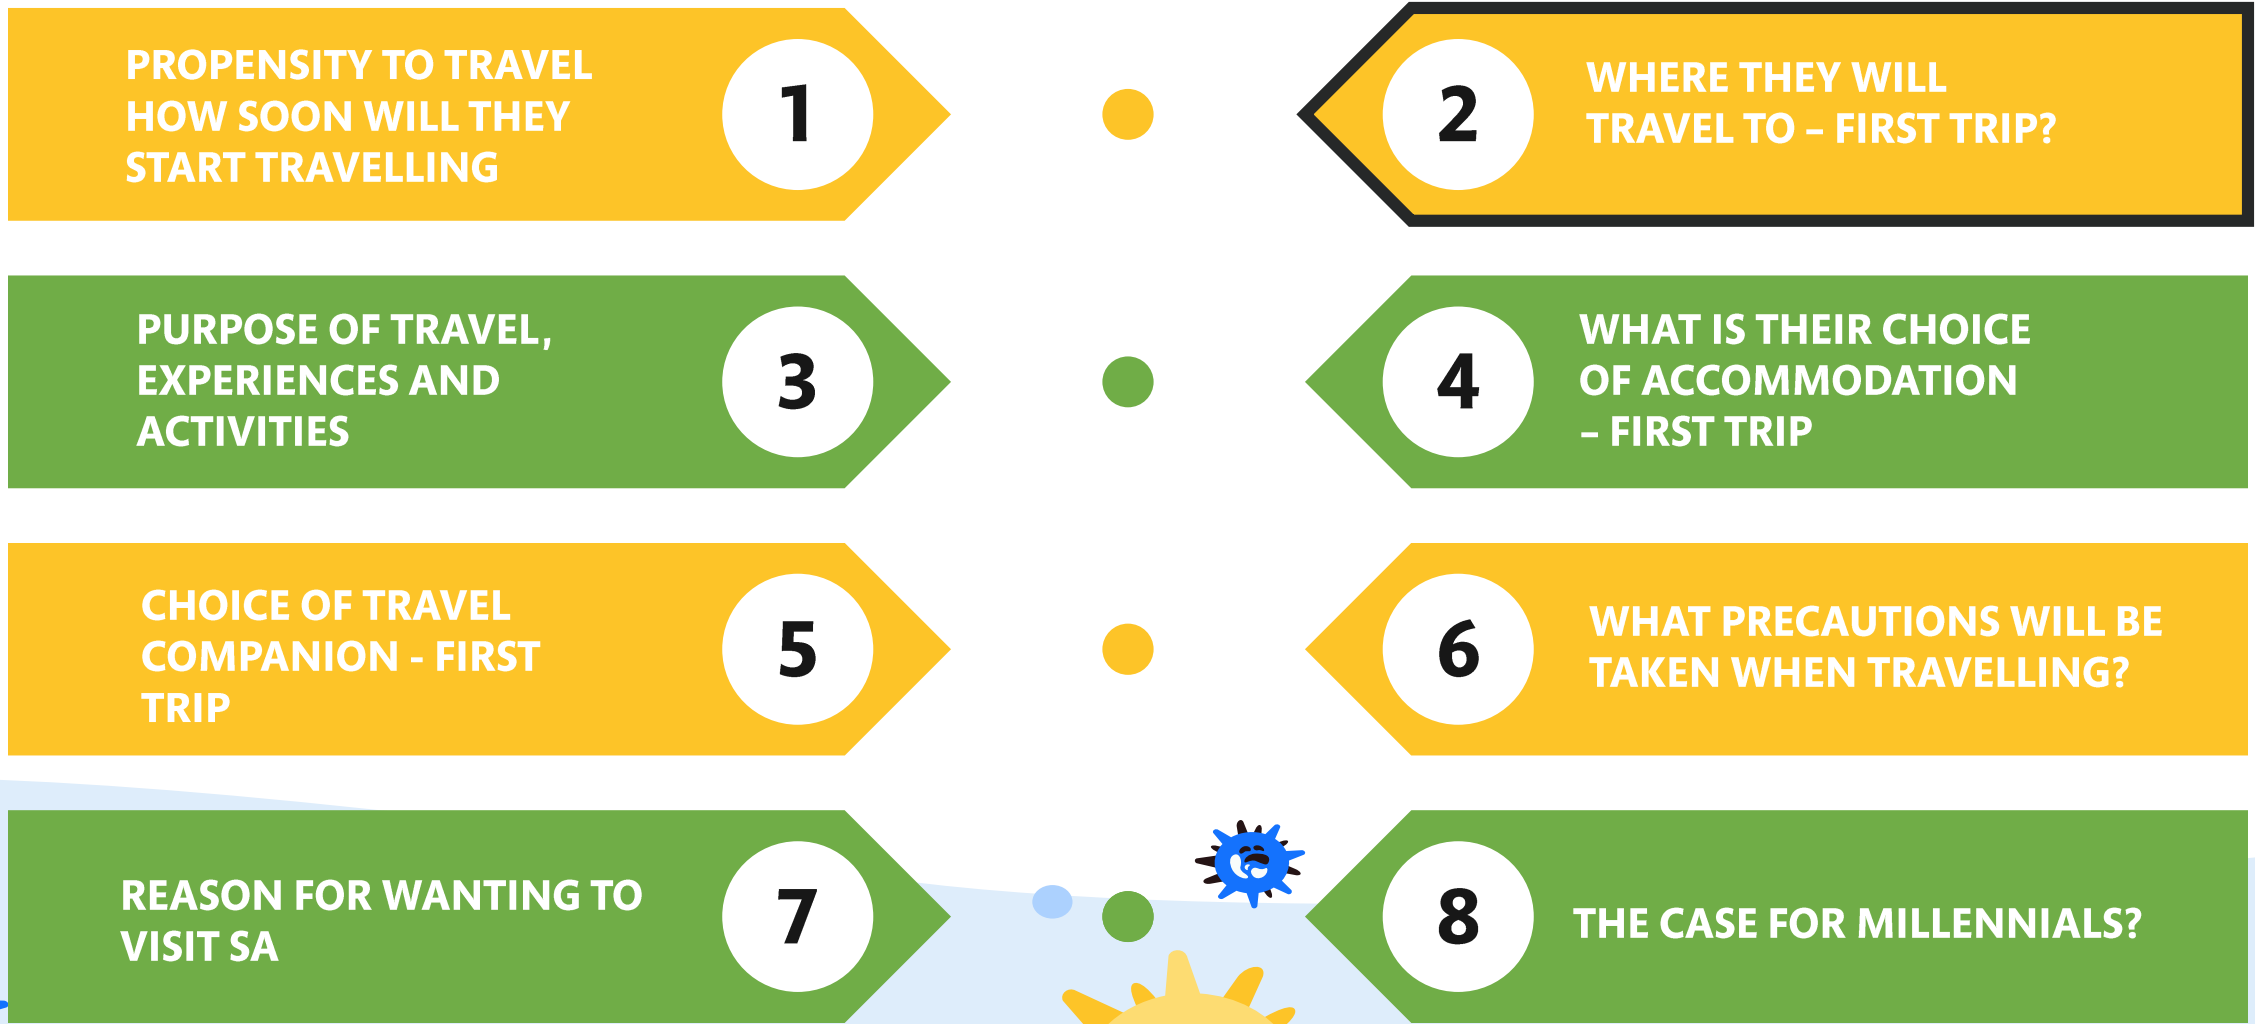 PROPENSITY TO TRAVEL
HOW SOON WILL THEY
START TRAVELLING
1
2
WHERE THEY WILL
TRAVEL TO – FIRST TRIP?
PURPOSE OF TRAVEL,
EXPERIENCES AND
ACTIVITIES
3
4
WHAT IS THEIR CHOICE
OF ACCOMMODATION
– FIRST TRIP
CHOICE OF TRAVEL
COMPANION - FIRST
TRIP
5
6
WHAT PRECAUTIONS WILL BE
TAKEN WHEN TRAVELLING?
REASON FOR WANTING TO
VISIT SA
7
8
THE CASE FOR MILLENNIALS?